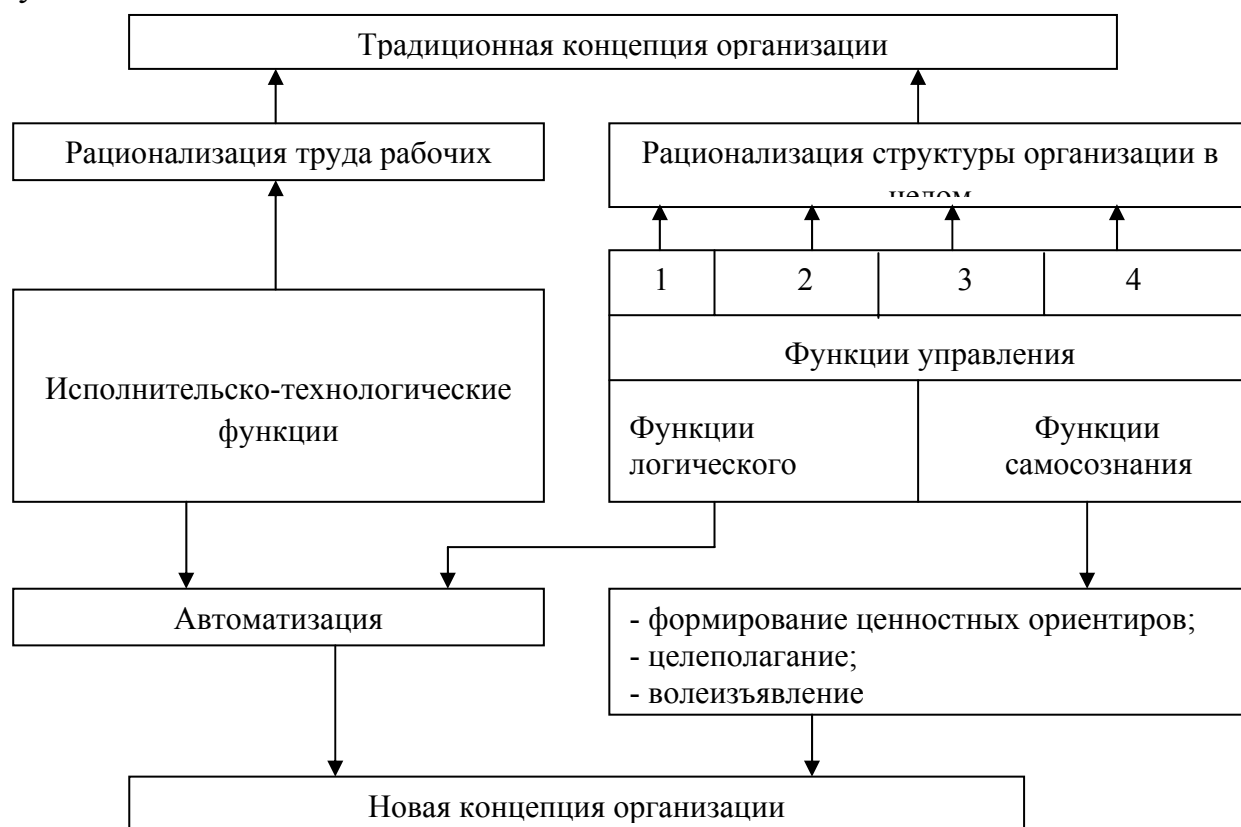 Традиционная концепция организации
Рационализация труда рабочих
Рационализация структуры организации в
целом
1 2 3 4
Функции управления
Исполнительско-технологические
функции
Функции
логического
Функции
самосознания
Автоматизация
- формирование ценностных ориентиров;
- целеполагание;
- волеизъявление
Новая концепция организации